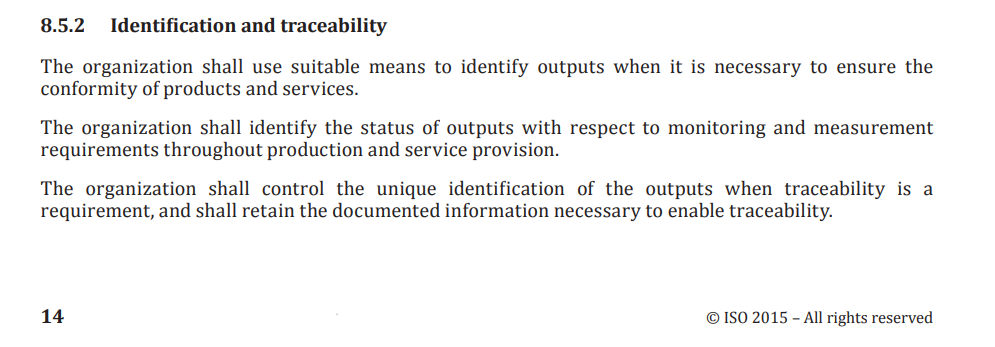 8.5.2 Identification and traceability
The organization shall use suitable means to identify outputs when it is necessary to ensure the
conformity of products and services.
The organization shall identify the status of outputs with respect to monitoring and measurement
requirements throughout production and service provision.
The organization shall control the unique identification of the outputs when traceability is a
requirement, and shall retain the documented information necessary to enable traceability.
14 © ISO 2015 – All rights reserved